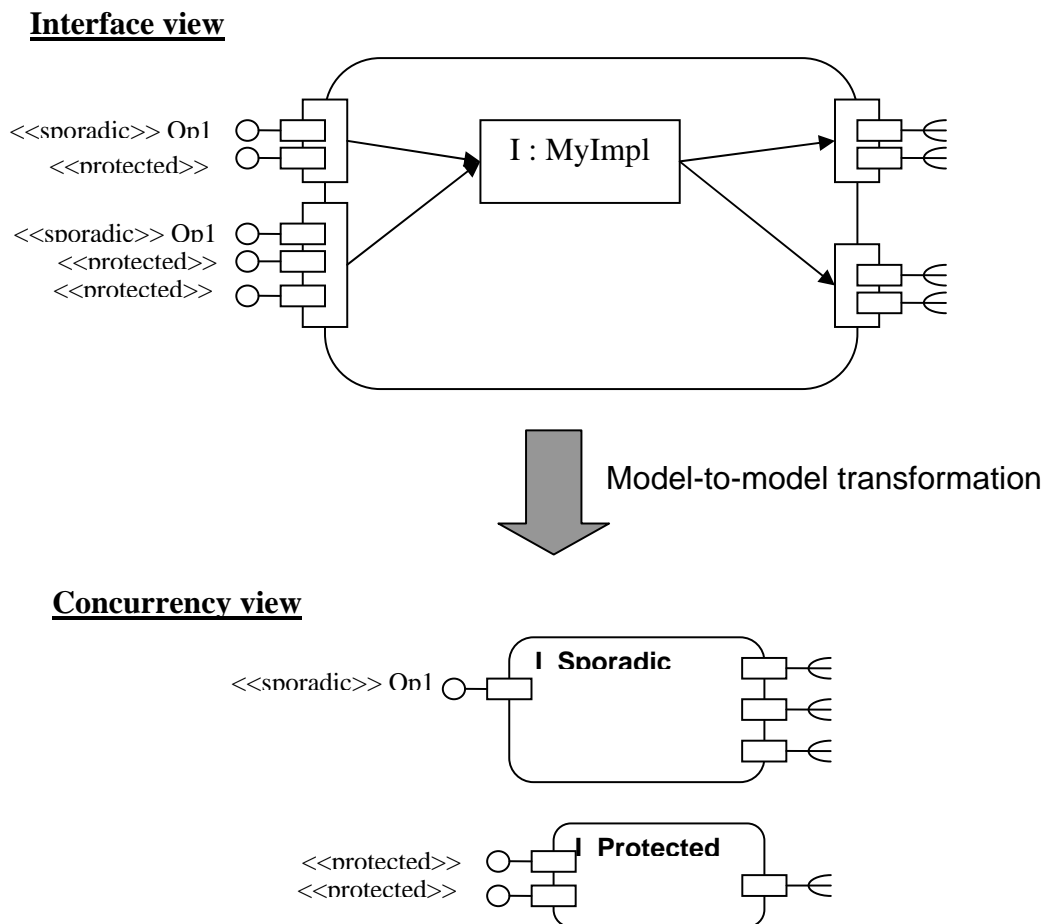 Interface view
<<sporadic>> Op1
<<protected>>
<<sporadic>> Op1
<<protected>>
<<protected>>
I : MyImpl
Model-to-model transformation
Concurrency view
I_Sporadic
<<sporadic>> Op1
I_Protected
<<protected>>
<<protected>>